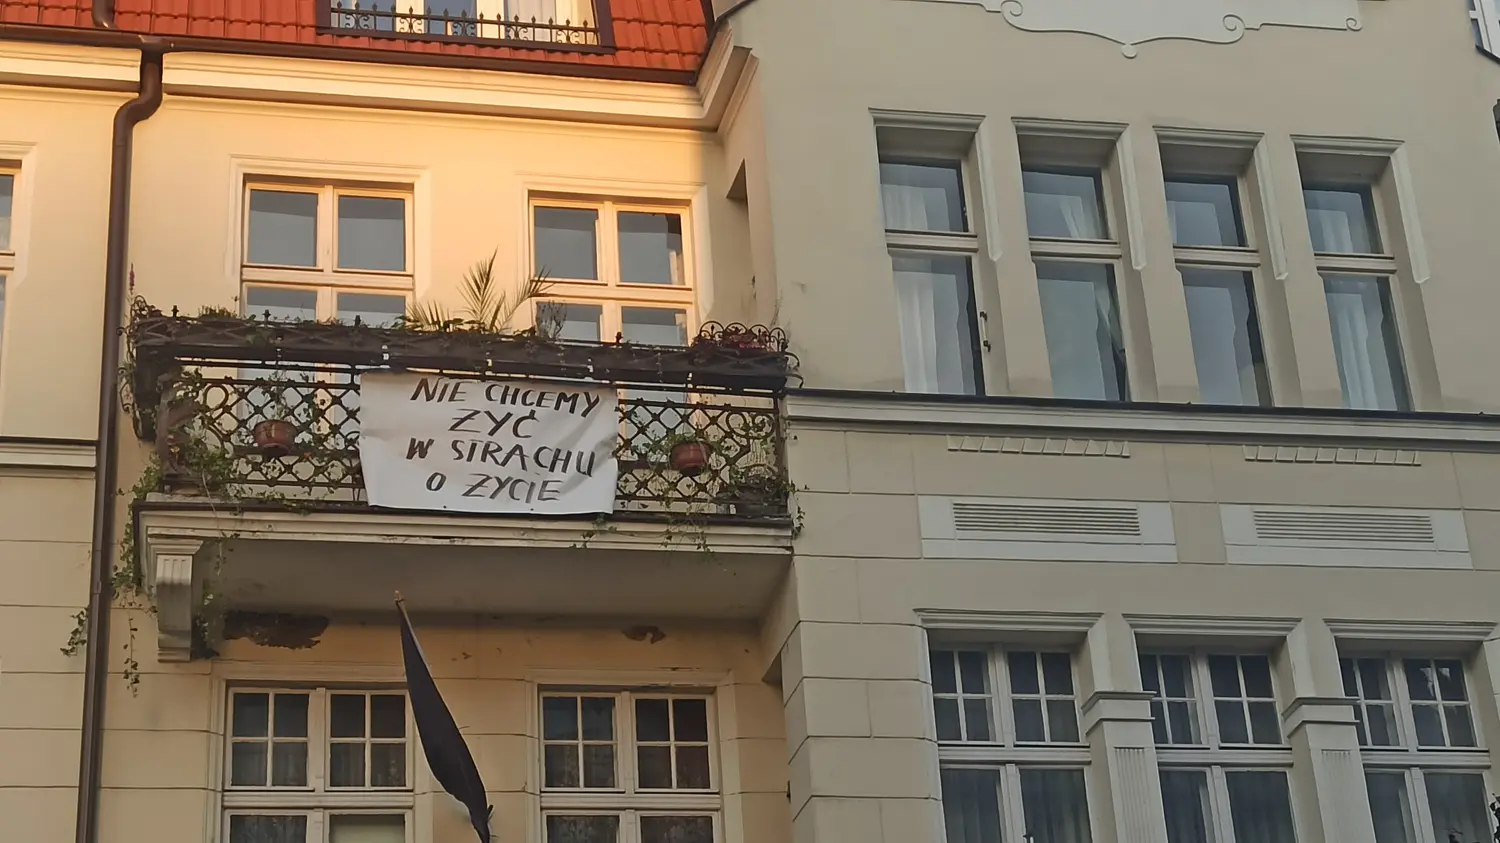 NIE CHCEMY
ŻYĆ
W STRACHU
O ŻYCIE